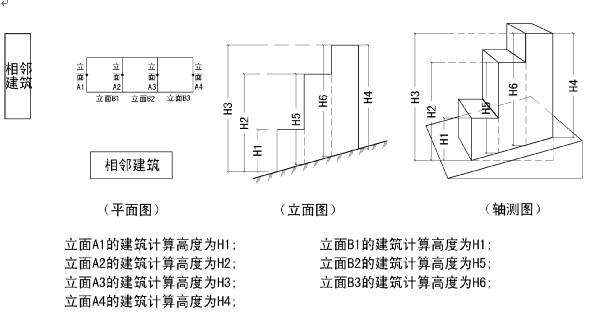 相邻
建筑
立面A1
立面A2
立面A3
立面A4
立面B1
立面B2
立面B3
相邻建筑
H3
H2
H1
H5
H6
H4
H3
H2
H1
H5
H6
H4
（平面图）
（立面图）
（轴测图）
立面A1的建筑计算高度为H1;
立面A2的建筑计算高度为H2;
立面A3的建筑计算高度为H3;
立面A4的建筑计算高度为H4;
立面B1的建筑计算高度为H1;
立面B2的建筑计算高度为H5;
立面B3的建筑计算高度为H6;